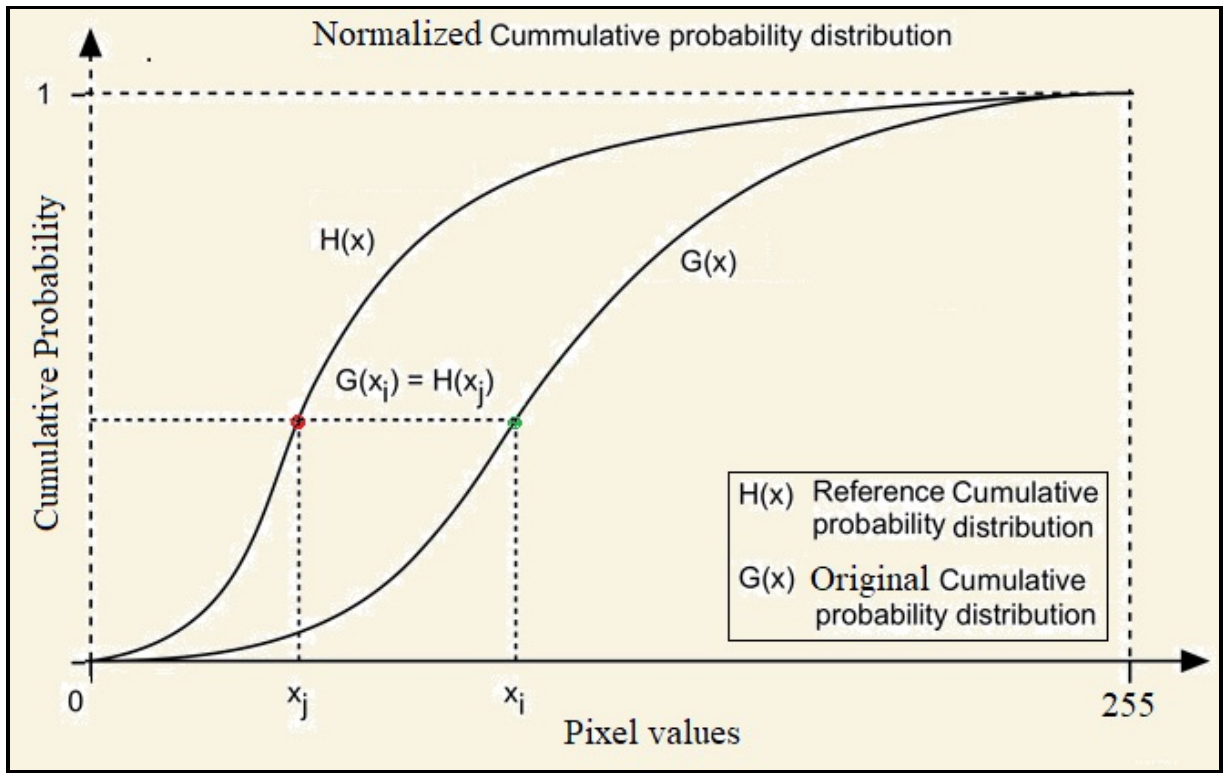 Normalized Cummulative probability distribution
1
Cumulative Probability
H(x)
G(x)
G(xi) = H(xj)
H(x) Reference Cumulative
probability distribution
G(x) Original Cumulative
probability distribution
0
xj
xi
255
Pixel values